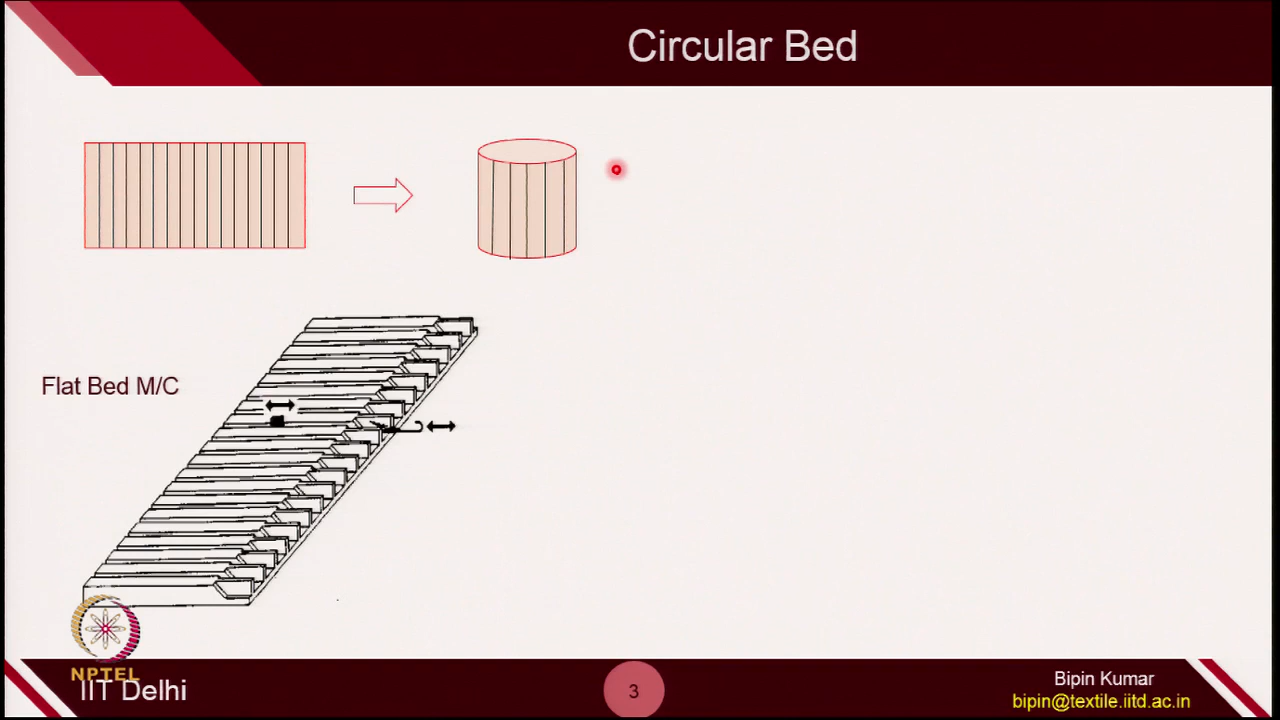 Circular Bed
Flat Bed M/C
NPTEL
IIT Delhi
3
Bipin Kumar
bipin@textile.iitd.ac.in